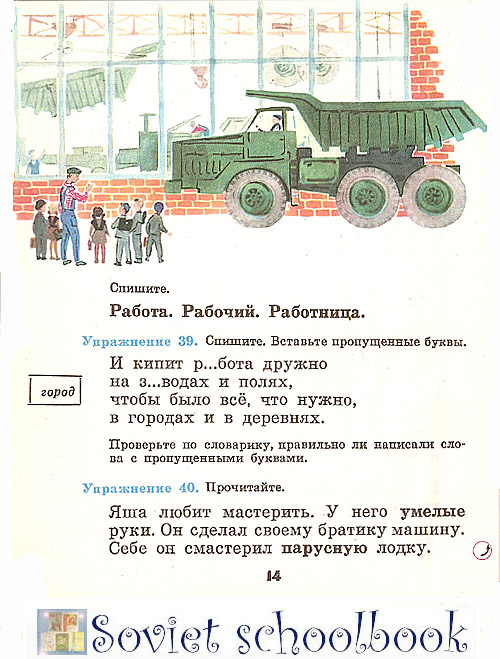 Спишите.
Работа. Рабочий. Работница.
Упражнение 39. Спишите. Вставьте пропущенные буквы.
И кипит р...бота дружно
на з...водах и полях,
город
чтобы было всё, что нужно,
в городах и в деревнях.
Проверьте по словарику, правильно ли написали сло-
ва с пропущенными буквами.
Упражнение 40. Прочитайте.
Яша любит мастерить. У него умелые
руки. Он сделал своему братику машину.
Себе он смастерил парусную лодку.
14
Soviet schoolbook